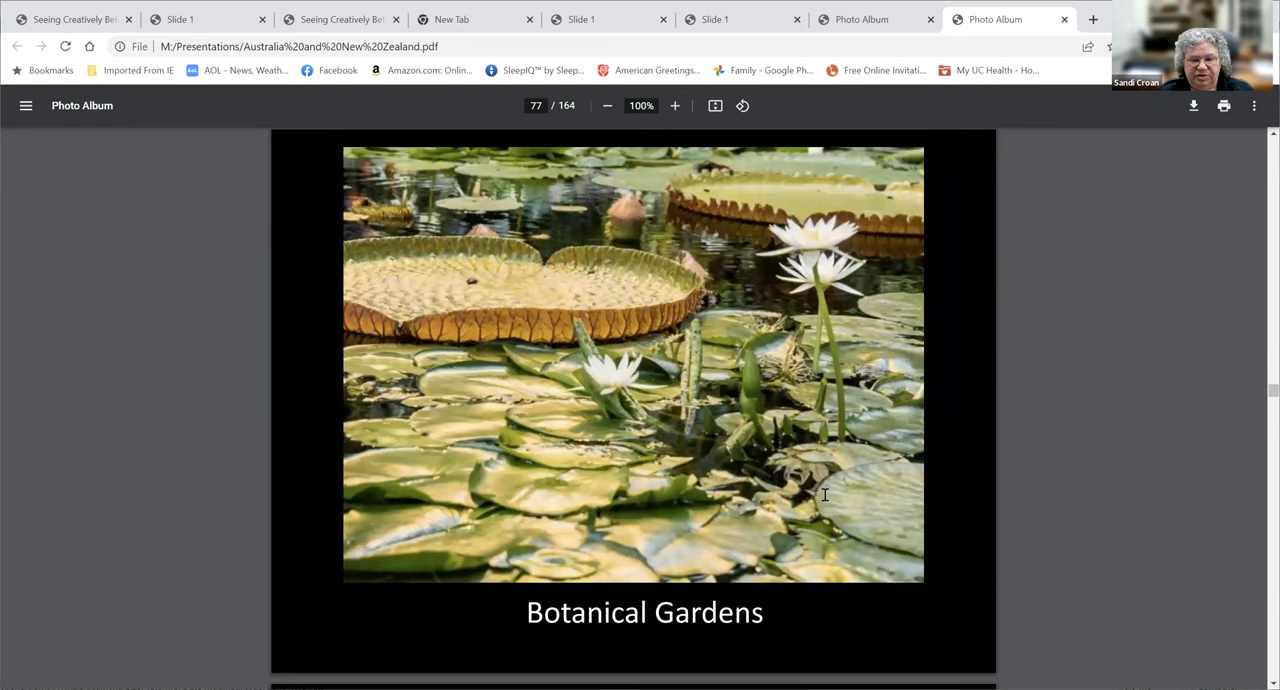 Seeing Creatively Bef
Slide 1
Seeing Creatively Bef
New Tab
Slide 1
Slide 1
Photo Album
Photo Album
File M:/Presentations/Australia%20and%20New%20Zealand.pdf
Bookmarks Imported From IE AOL - News, Weath... Facebook Amazon.com: Onlin... SleepIQ™ by Sleep... American Greetings... Family - Google Ph... Free Online Invitati... My UC Health - Ho...
Sandi Croan
Photo Album
77 / 164
100%
Botanical Gardens